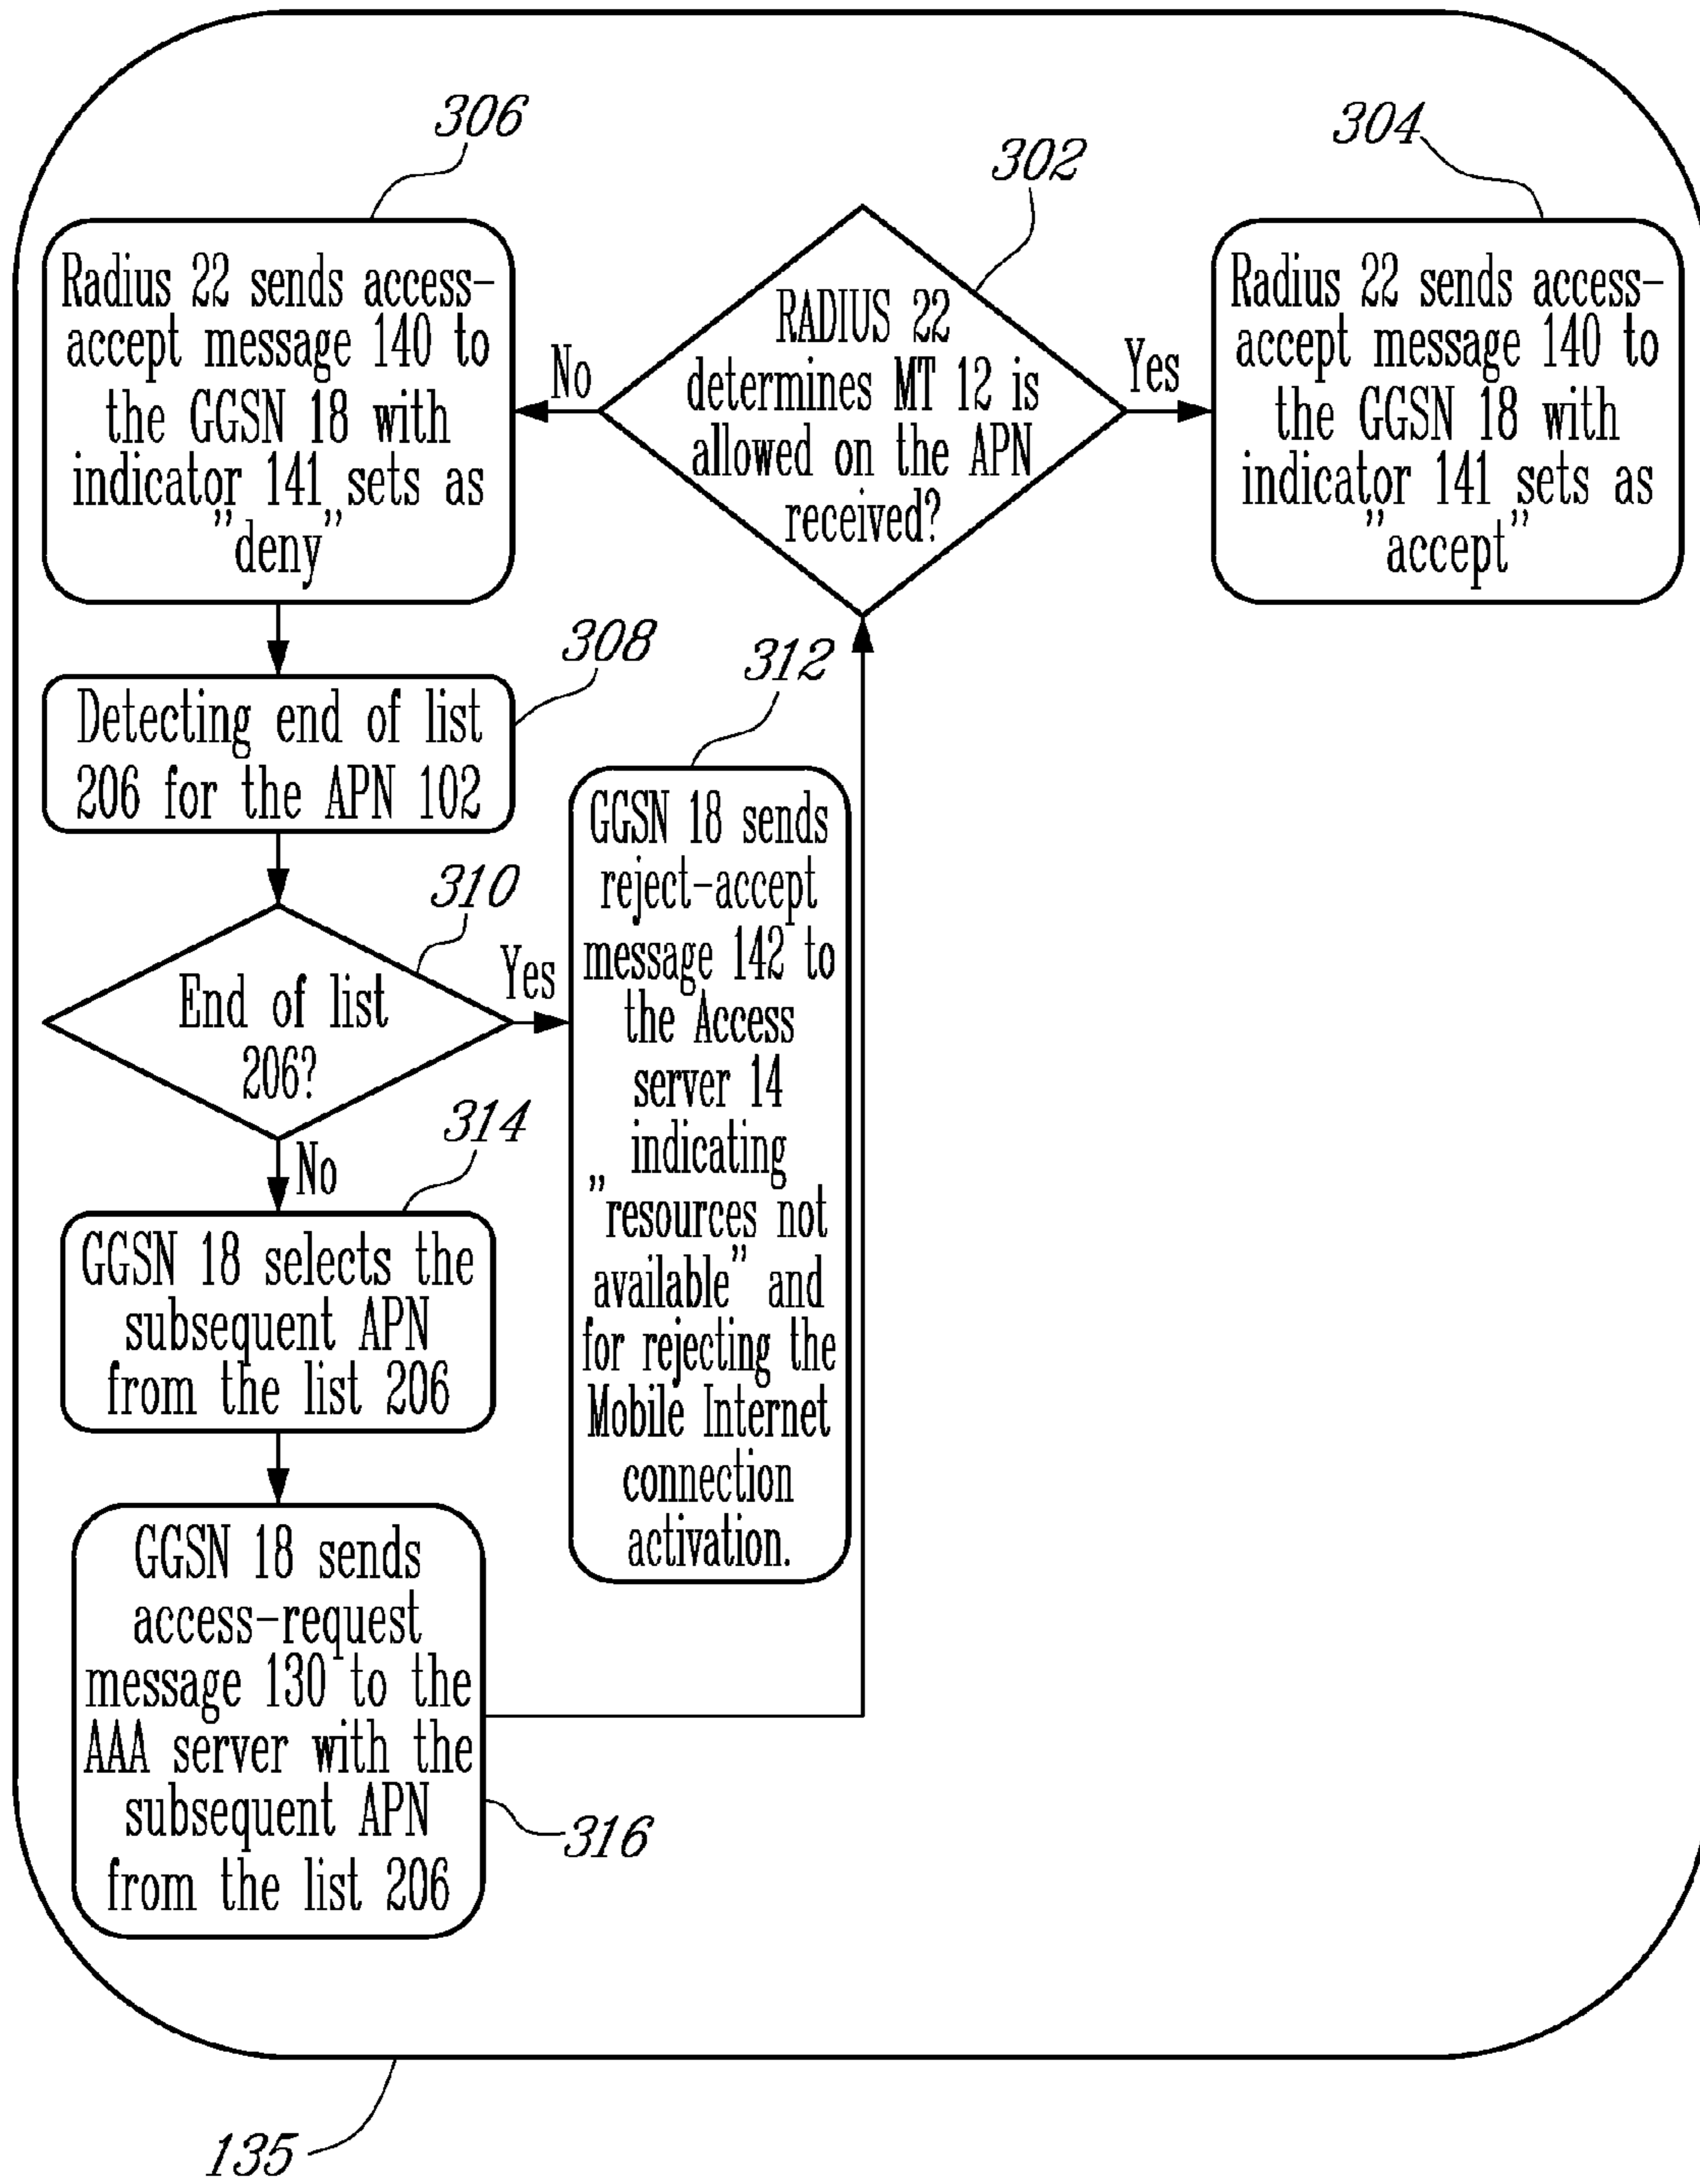 306
302
304
Radius 22 sends access-
accept message 140 to
the GGSN 18 with
indicator 141 sets as
"deny"
No
RADIUS 22
determines MT 12 is
allowed on the APN
received?
Yes
Radius 22 sends access-
accept message 140 to
the GGSN 18 with
indicator 141 sets as
"accept"
308
Detecting end of list
206 for the APN 102
310
End of list
206?
Yes
312
GGSN 18 sends
reject-accept
message 142 to
the Access
server 14
indicating
"resources not
available" and
for rejecting the
Mobile Internet
connection
activation.
No
314
GGSN 18 selects the
subsequent APN
from the list 206
GGSN 18 sends
access-request
message 130 to the
AAA server with the
subsequent APN
from the list 206
316
135